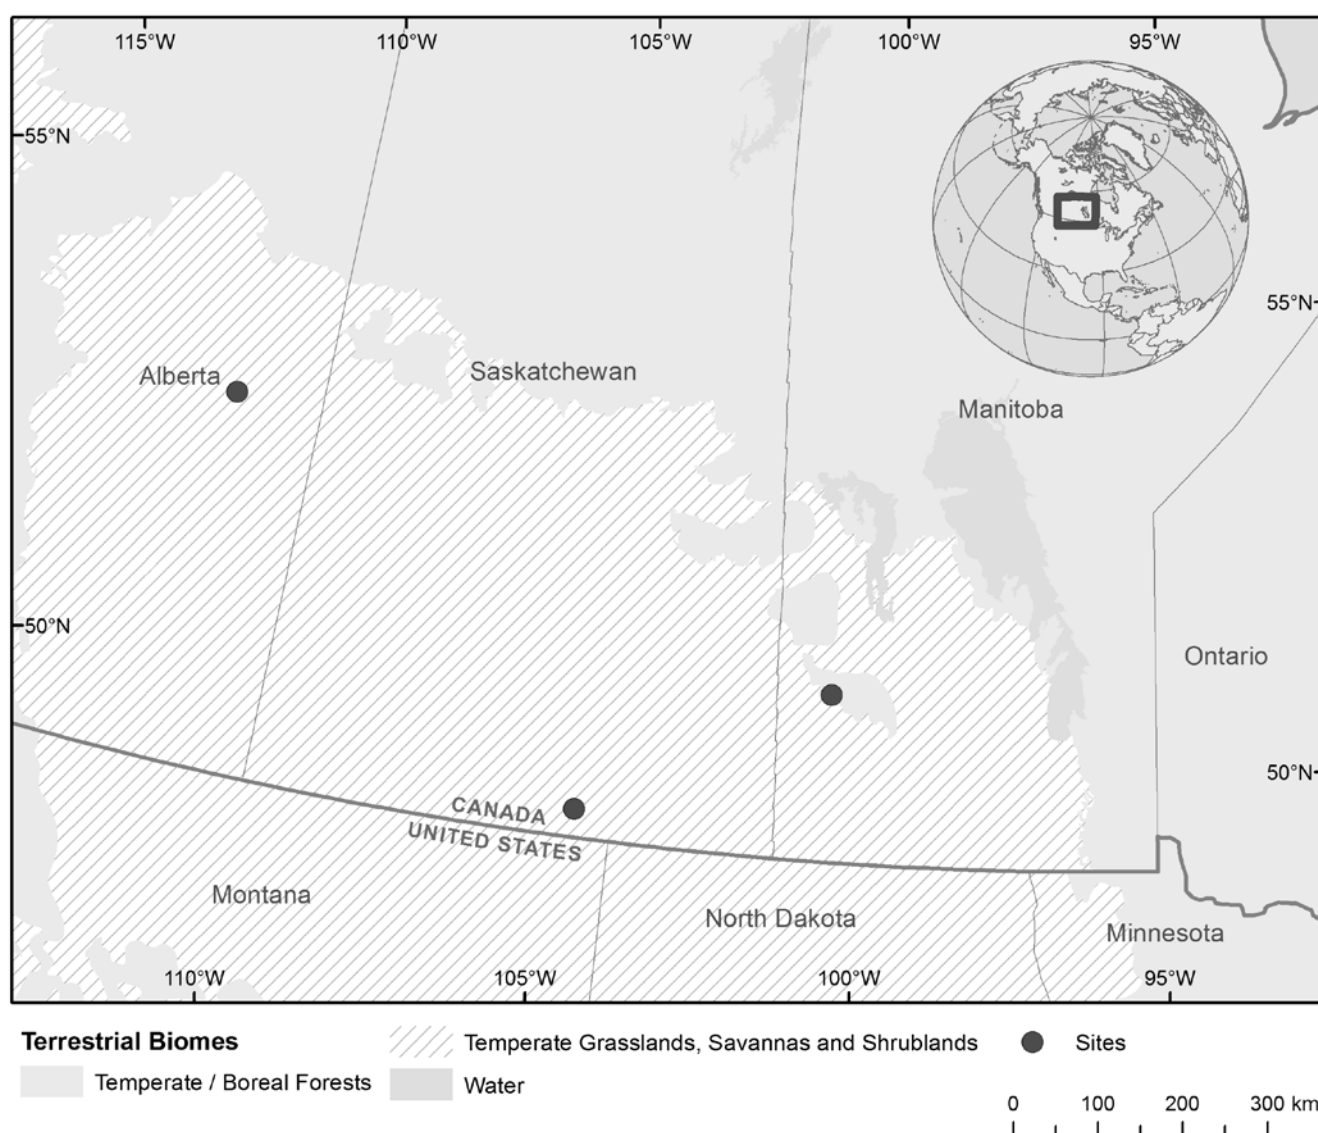 115°W 110°W 105°W 100°W 95°W
55°N
55°N
Alberta
Saskatchewan
Manitoba
50°N
Ontario
50°N
CANADA
UNITED STATES
Montana
North Dakota
Minnesota
110°W 105°W 100°W 95°W
Terrestrial Biomes
Temperate Grasslands, Savannas and Shrublands
Sites
Temperate / Boreal Forests
Water
0 100 200 300 km